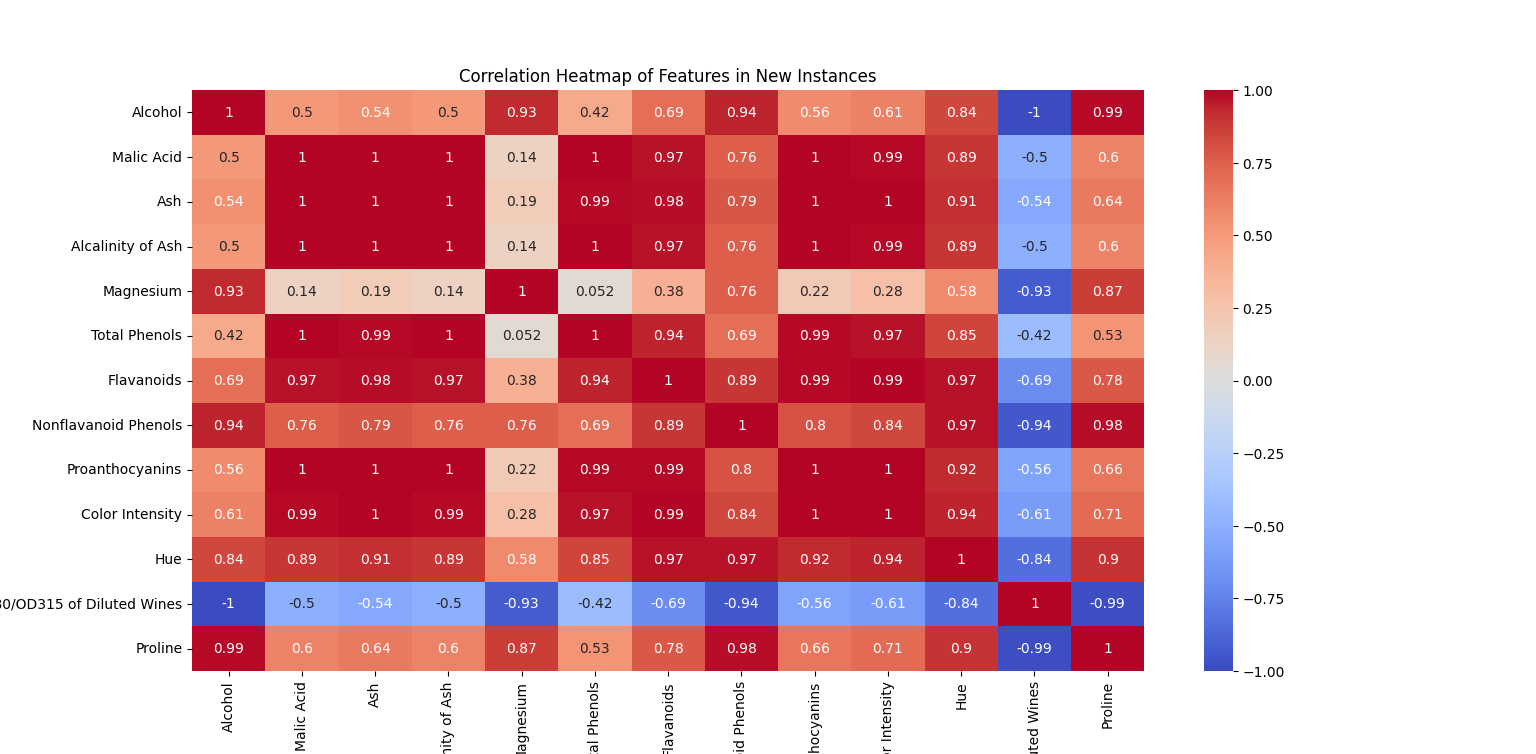 Correlation Heatmap of Features in New Instances
Alcohol 1 0.5 0.54 0.5 0.93 0.42 0.69 0.94 0.56 0.61 0.84 -1 0.99
Malic Acid 0.5 1 1 1 0.14 1 0.97 0.76 1 0.99 0.89 -0.5 0.6
Ash 0.54 1 1 1 0.19 0.99 0.98 0.79 1 1 0.91 -0.54 0.64
Alcalinity of Ash 0.5 1 1 1 0.14 1 0.97 0.76 1 0.99 0.89 -0.5 0.6
Magnesium 0.93 0.14 0.19 0.14 1 0.052 0.38 0.76 0.22 0.28 0.58 -0.93 0.87
Total Phenols 0.42 1 0.99 1 0.052 1 0.94 0.69 0.99 0.97 0.85 -0.42 0.53
Flavanoids 0.69 0.97 0.98 0.97 0.38 0.94 1 0.89 0.99 0.99 0.97 -0.69 0.78
Nonflavanoid Phenols 0.94 0.76 0.79 0.76 0.76 0.69 0.89 1 0.8 0.84 0.97 -0.94 0.98
Proanthocyanins 0.56 1 1 1 0.22 0.99 0.99 0.8 1 1 0.92 -0.56 0.66
Color Intensity 0.61 0.99 1 0.99 0.28 0.97 0.99 0.84 1 1 0.94 -0.61 0.71
Hue 0.84 0.89 0.91 0.89 0.58 0.85 0.97 0.97 0.92 0.94 1 -0.84 0.9
80/OD315 of Diluted Wines -1 -0.5 -0.54 -0.5 -0.93 -0.42 -0.69 -0.94 -0.56 -0.61 -0.84 1 -0.99
Proline 0.99 0.6 0.64 0.6 0.87 0.53 0.78 0.98 0.66 0.71 0.9 -0.99 1
Alcohol
Malic Acid
Ash
nity of Ash
Magnesium
tal Phenols
Flavanoids
id Phenols
hocyanins
r Intensity
Hue
uted Wines
Proline
1.00
0.75
0.50
0.25
0.00
−0.25
−0.50
−0.75
−1.00